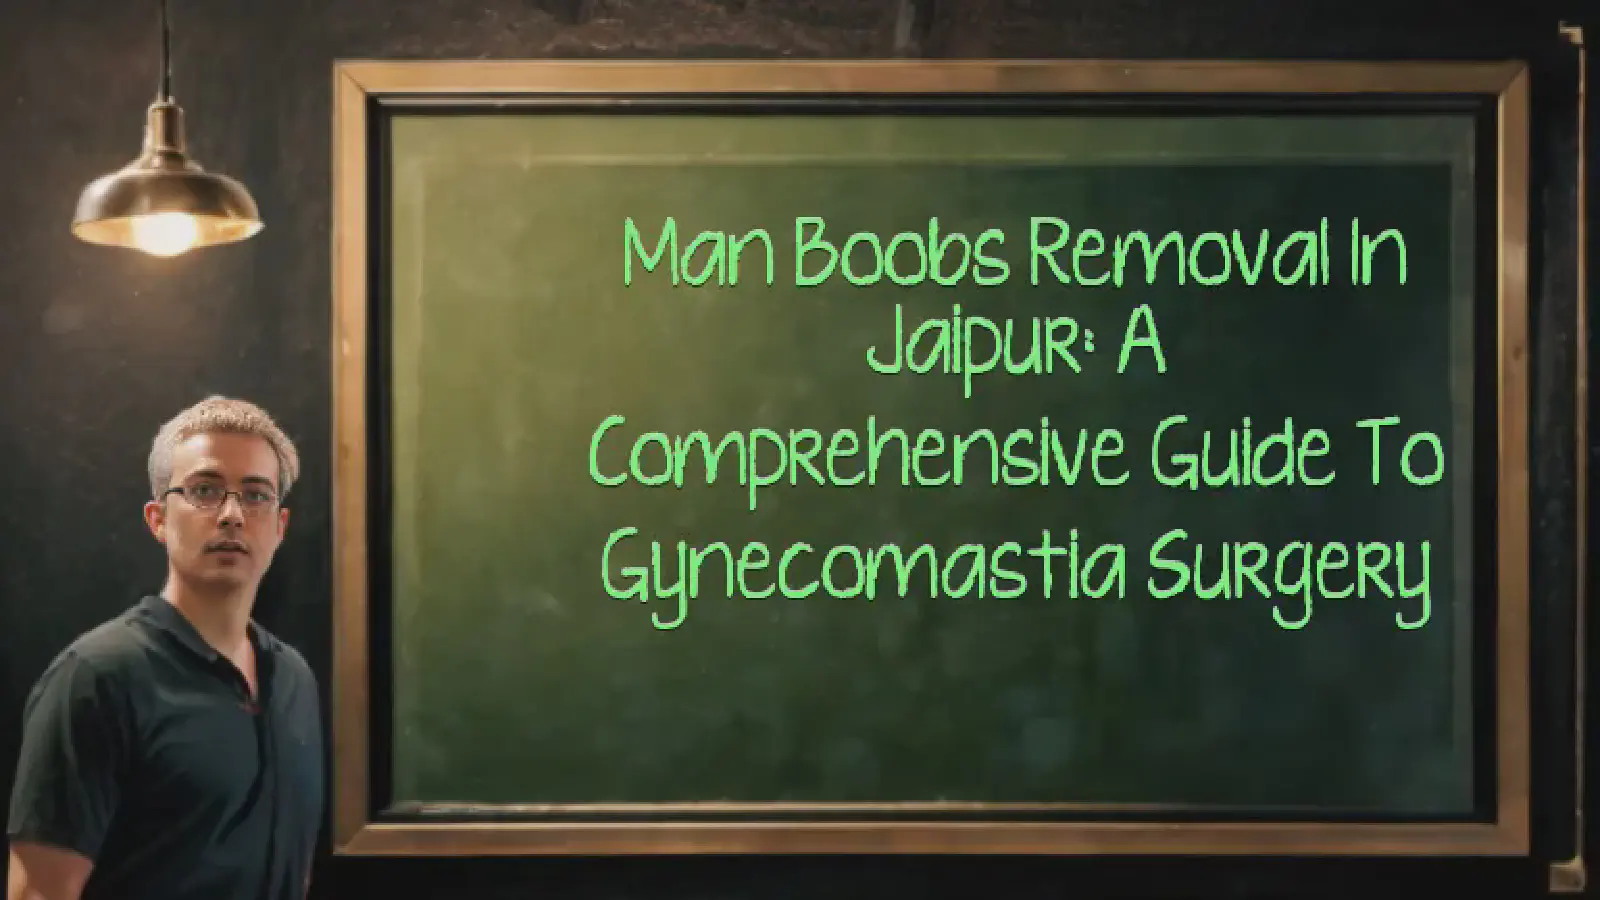 Man Boobs Removal In
Jaipur: A
Comprehensive Guide To
Gynecomastia Surgery